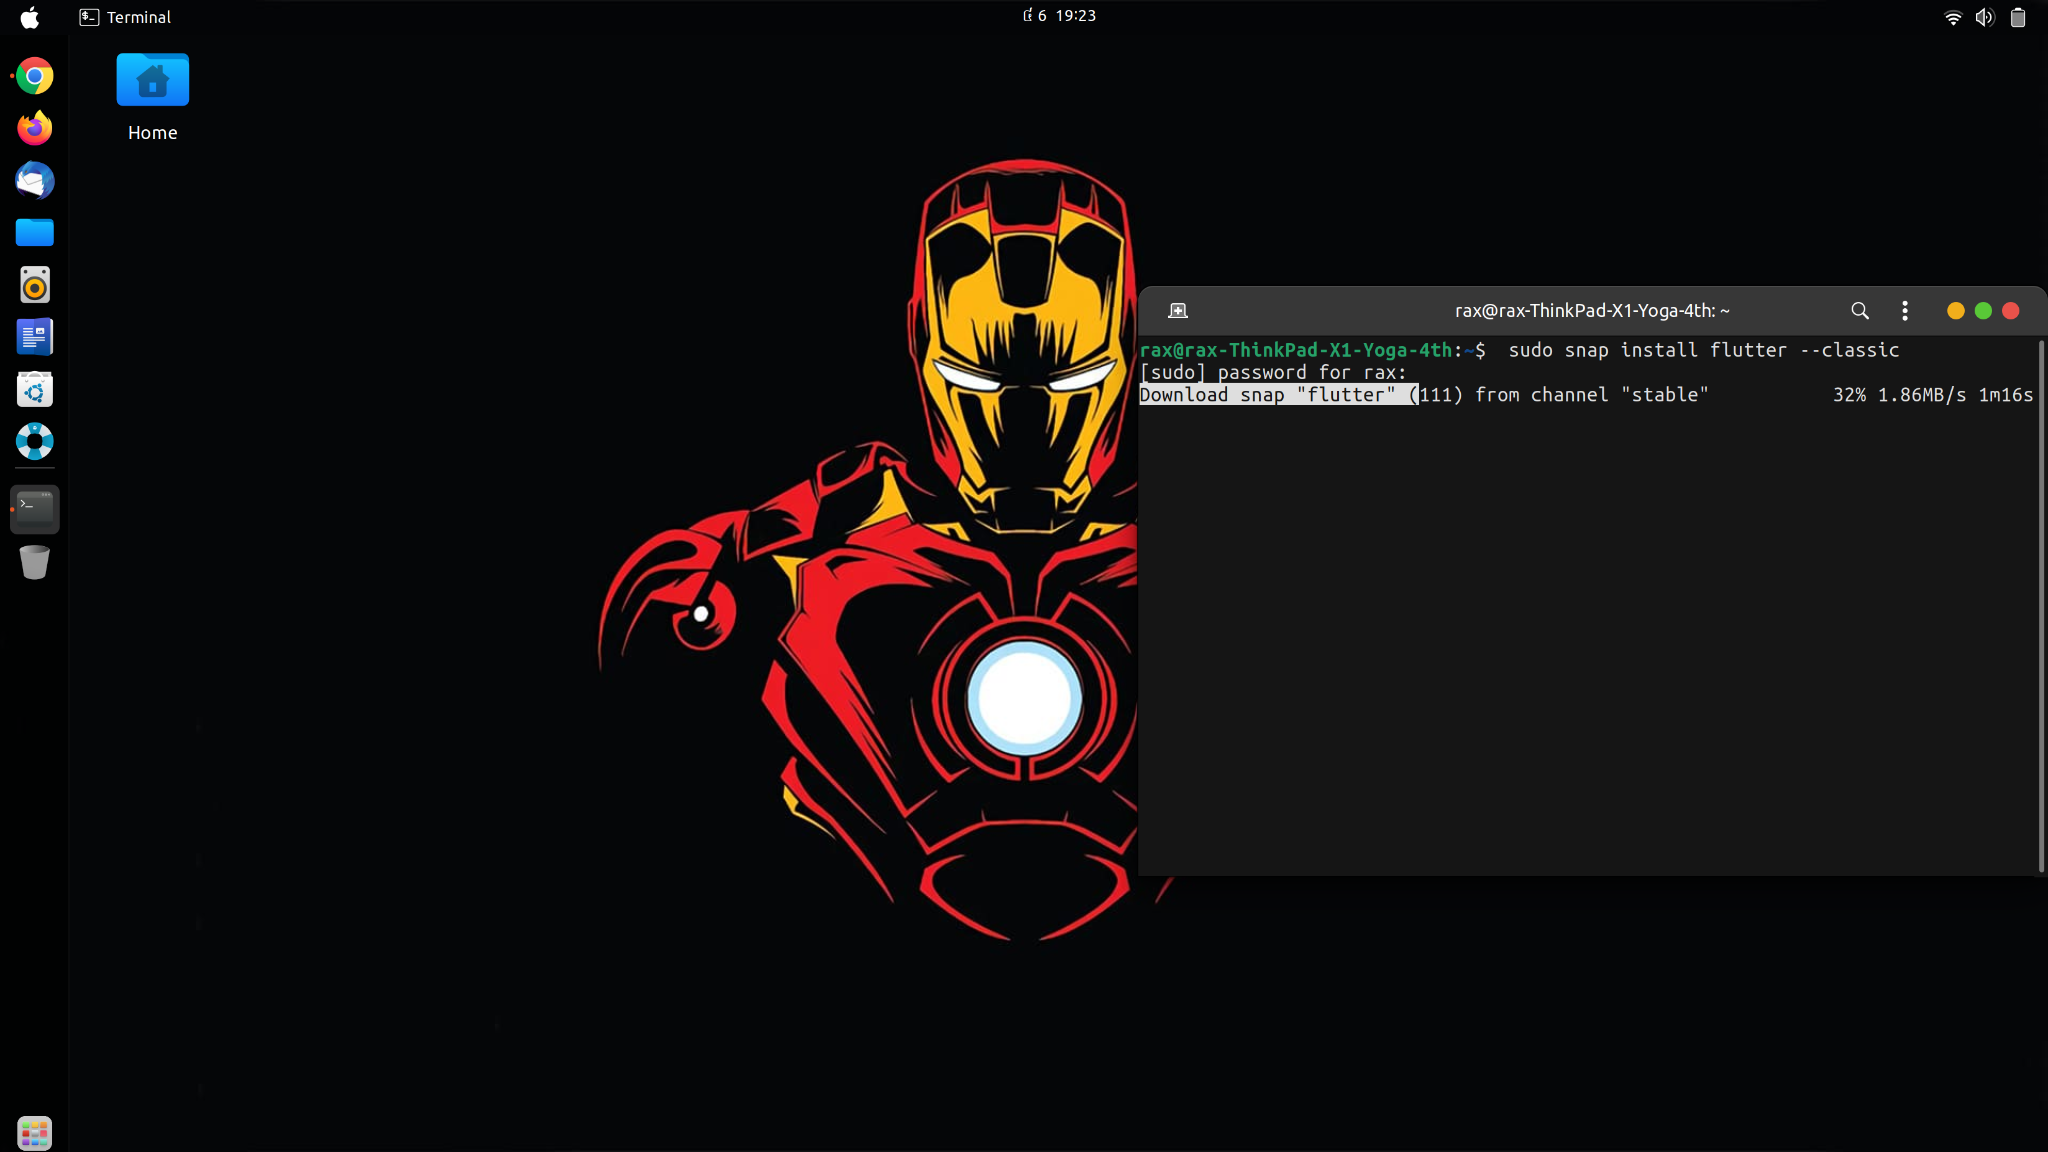 Terminal
6 19:23
Home
rax@rax-ThinkPad-X1-Yoga-4th: ~
rax@rax-ThinkPad-X1-Yoga-4th:~$ sudo snap install flutter --classic
[sudo] password for rax:
Download snap "flutter" (111) from channel "stable" 32% 1.86MB/s 1m16s